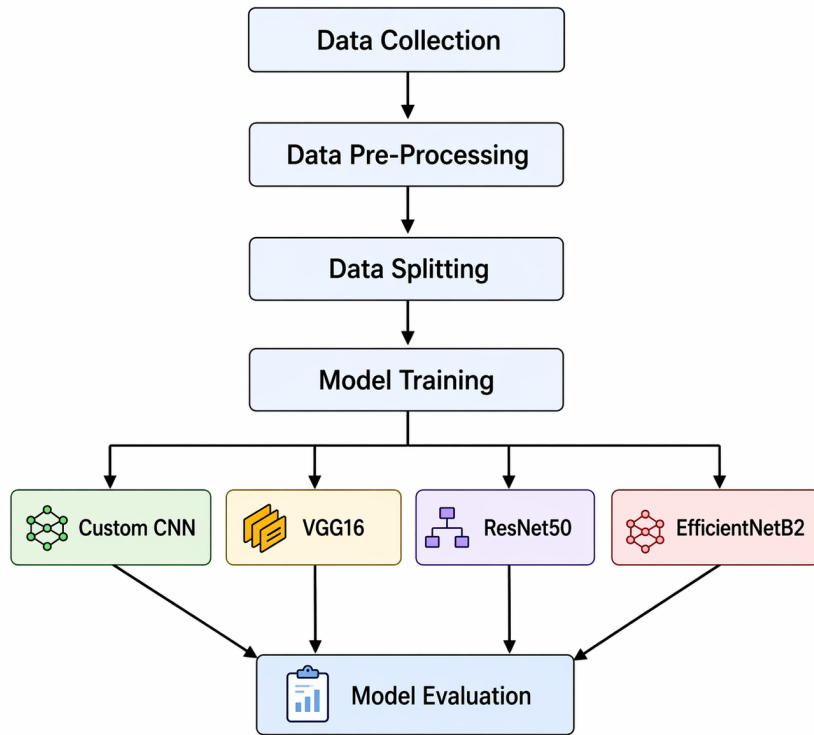 Data Collection
Data Pre-Processing
Data Splitting
Model Training
Custom CNN
VGG16
ResNet50
EfficientNetB2
Model Evaluation